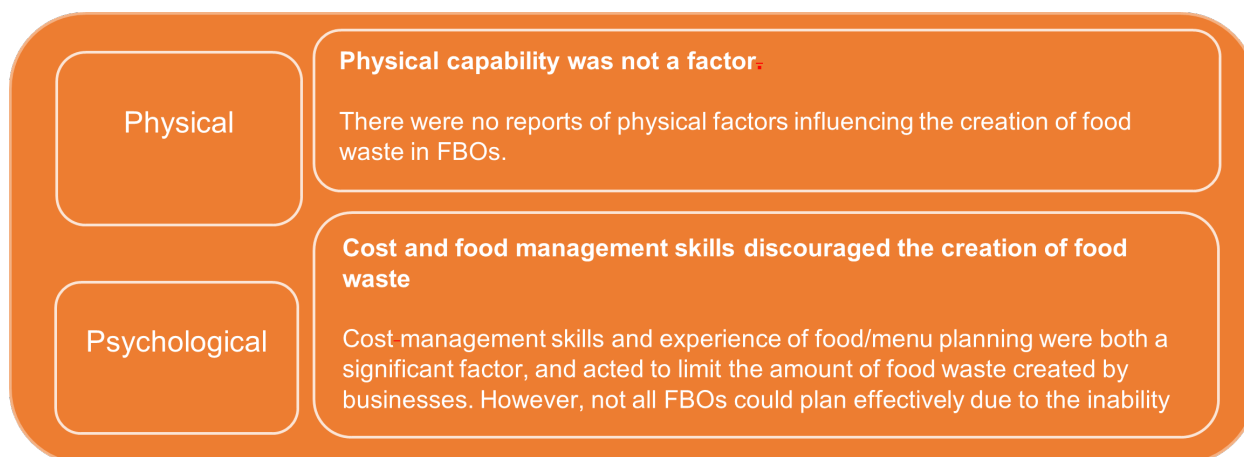 Physical
Physical capability was not a factor.
There were no reports of physical factors influencing the creation of food
waste in FBOs.
Psychological
Cost and food management skills discouraged the creation of food
waste
Cost-management skills and experience of food/menu planning were both a
significant factor, and acted to limit the amount of food waste created by
businesses. However, not all FBOs could plan effectively due to the inability